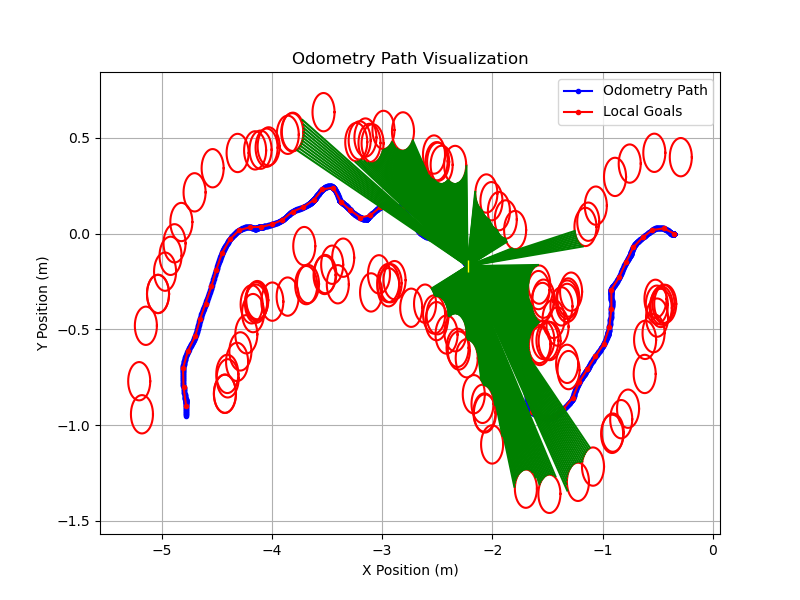 Odometry Path Visualization
Odometry Path
Local Goals
Y Position (m)
0.5
0.0
−0.5
−1.0
−1.5
−5
−4
−3
−2
−1
0
X Position (m)